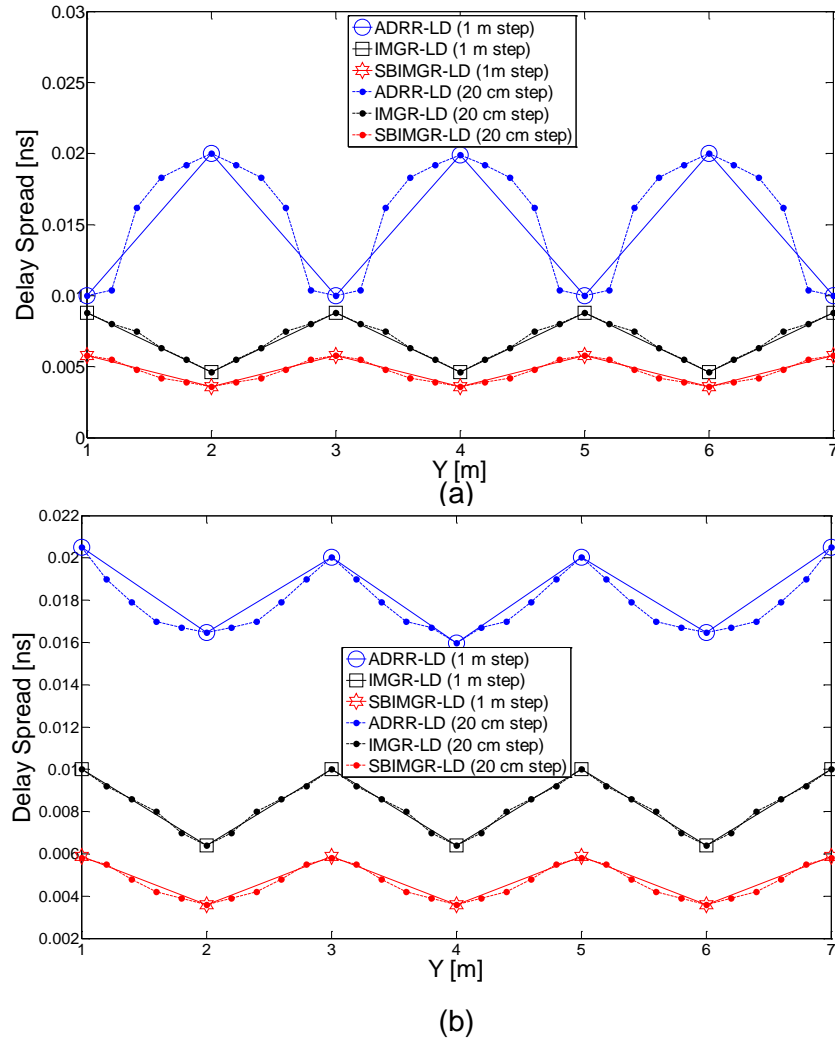 0.03
0.025
0.02
0.015
0.01
0.005
0
Delay Spread [ns]
ADRR-LD (1 m step)
IMGR-LD (1 m step)
SBIMGR-LD (1m step)
ADRR-LD (20 cm step)
IMGR-LD (20 cm step)
SBIMGR-LD (20 cm step)
1 2 3 4 5 6 7
Y [m]
(a)
0.022
0.02
0.018
0.016
0.014
0.012
0.01
0.008
0.006
0.004
0.002
Delay Spread [ns]
ADRR-LD (1 m step)
IMGR-LD (1 m step)
SBIMGR-LD (1 m step)
ADRR-LD (20 cm step)
IMGR-LD (20 cm step)
SBIMGR-LD (20 cm step)
1 2 3 4 5 6 7
Y [m]
(b)